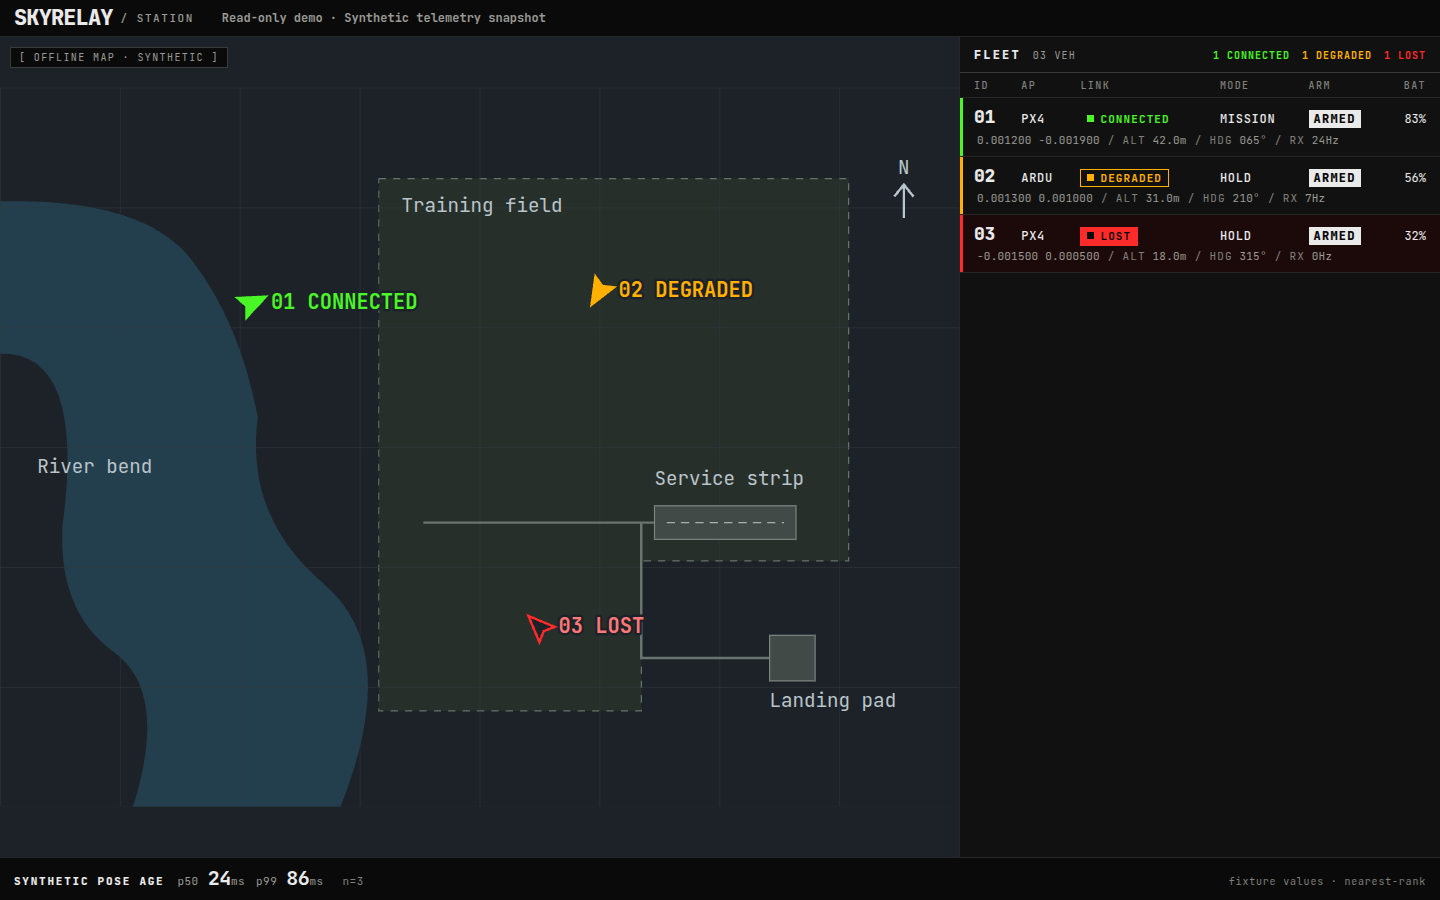 SKYRELAY / STATION Read-only demo · Synthetic telemetry snapshot
[ OFFLINE MAP · SYNTHETIC ]
N
Training field
01 CONNECTED
02 DEGRADED
River bend
Service strip
03 LOST
Landing pad
FLEET 03 VEH 1 CONNECTED 1 DEGRADED 1 LOST
ID AP LINK MODE ARM BAT
01 PX4 CONNECTED MISSION ARMED 83%
0.001200 -0.001900 / ALT 42.0m / HDG 065° / RX 24Hz
02 ARDU DEGRADED HOLD ARMED 56%
0.001300 0.001000 / ALT 31.0m / HDG 210° / RX 7Hz
03 PX4 LOST HOLD ARMED 32%
-0.001500 0.000500 / ALT 18.0m / HDG 315° / RX 0Hz
SYNTHETIC POSE AGE p50 24ms p99 86ms n=3
fixture values · nearest-rank